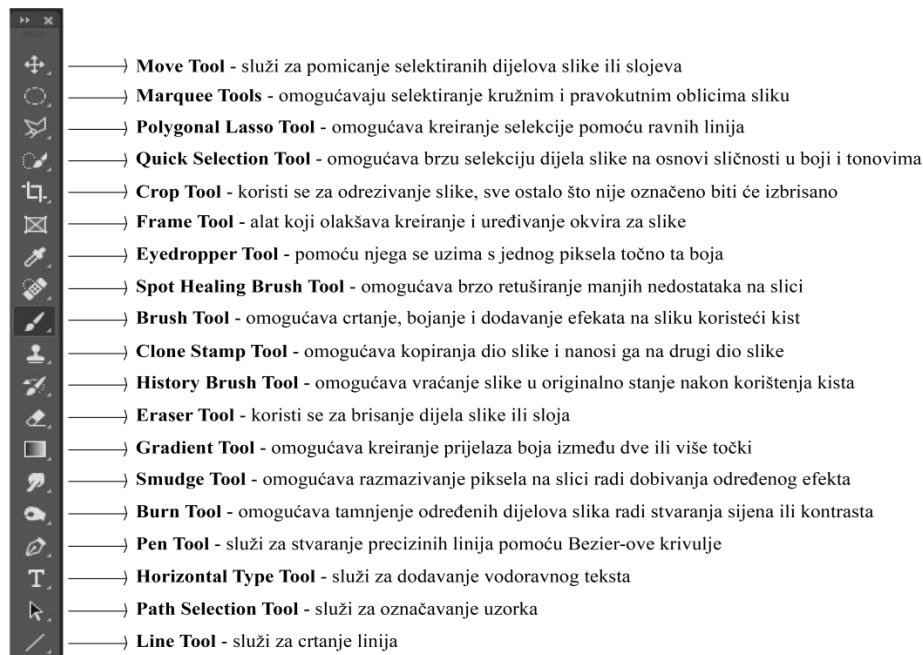 Move Tool - služi za pomicanje selektiranih dijelova slike ili slojeva
Marquee Tools - omogućavaju selektiranje kružnim i pravokutnim oblicima sliku
Polygonal Lasso Tool - omogućava kreiranje selekcije pomoću ravnih linija
Quick Selection Tool - omogućava brzu selekciju dijela slike na osnovi sličnosti u boji i tonovima
Crop Tool - koristi se za odrezivanje slike, sve ostalo što nije označeno biti će izbrisano
Frame Tool - alat koji olakšava kreiranje i uređivanje okvira za slike
Eyedropper Tool - pomoću njega se uzima s jednog piksela točno ta boja
Spot Healing Brush Tool - omogućava brzo retuširanje manjih nedostataka na slici
Brush Tool - omogućava crtanje, bojanje i dodavanje efekata na sliku koristeći kist
Clone Stamp Tool - omogućava kopiranja dio slike i nanosi ga na drugi dio slike
History Brush Tool - omogućava vraćanje slike u originalno stanje nakon korištenja kista
Eraser Tool - koristi se za brisanje dijela slike ili sloja
Gradient Tool - omogućava kreiranje prijelaza boja između dve ili više točki
Smudge Tool - omogućava razmazivanje piksela na slici radi dobivanja određenog efekta
Burn Tool - omogućava tamnjenje određenih dijelova slika radi stvaranja sijena ili kontrasta
Pen Tool - služi za stvaranje precizinih linija pomoću Bezier-ove krivulje
Horizontal Type Tool - služi za dodavanje vodoravnog teksta
Path Selection Tool - služi za označavanje uzorka
Line Tool - služi za crtanje linija